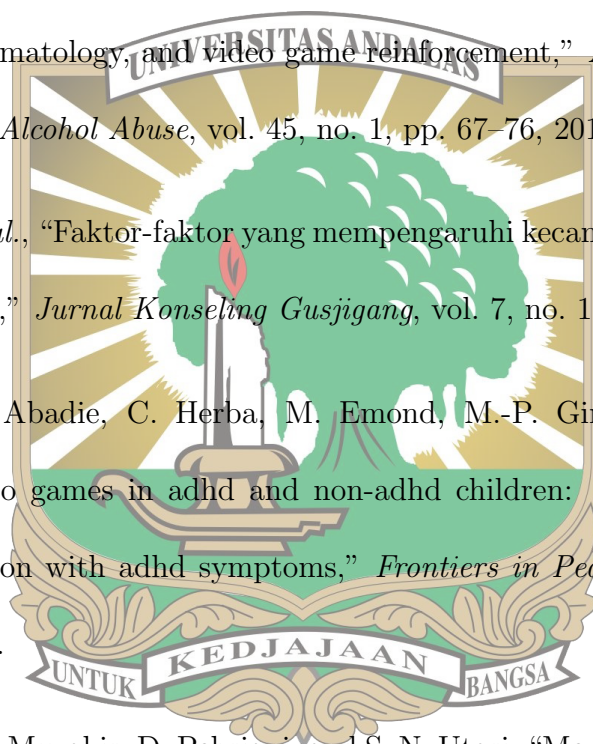 UNIVERSITAS ANDALAS
matology, and video game reinforcement,”
Alcohol Abuse, vol. 45, no. 1, pp. 67–76, 201
al., “Faktor-faktor yang mempengaruhi kecan
,” Jurnal Konseling Gusjigang, vol. 7, no. 1
Abadie, C. Herba, M. Emond, M.-P. Gin
o games in adhd and non-adhd children:
on with adhd symptoms,” Frontiers in Ped
.
UNTUK KEDJAJAAN BANGSA